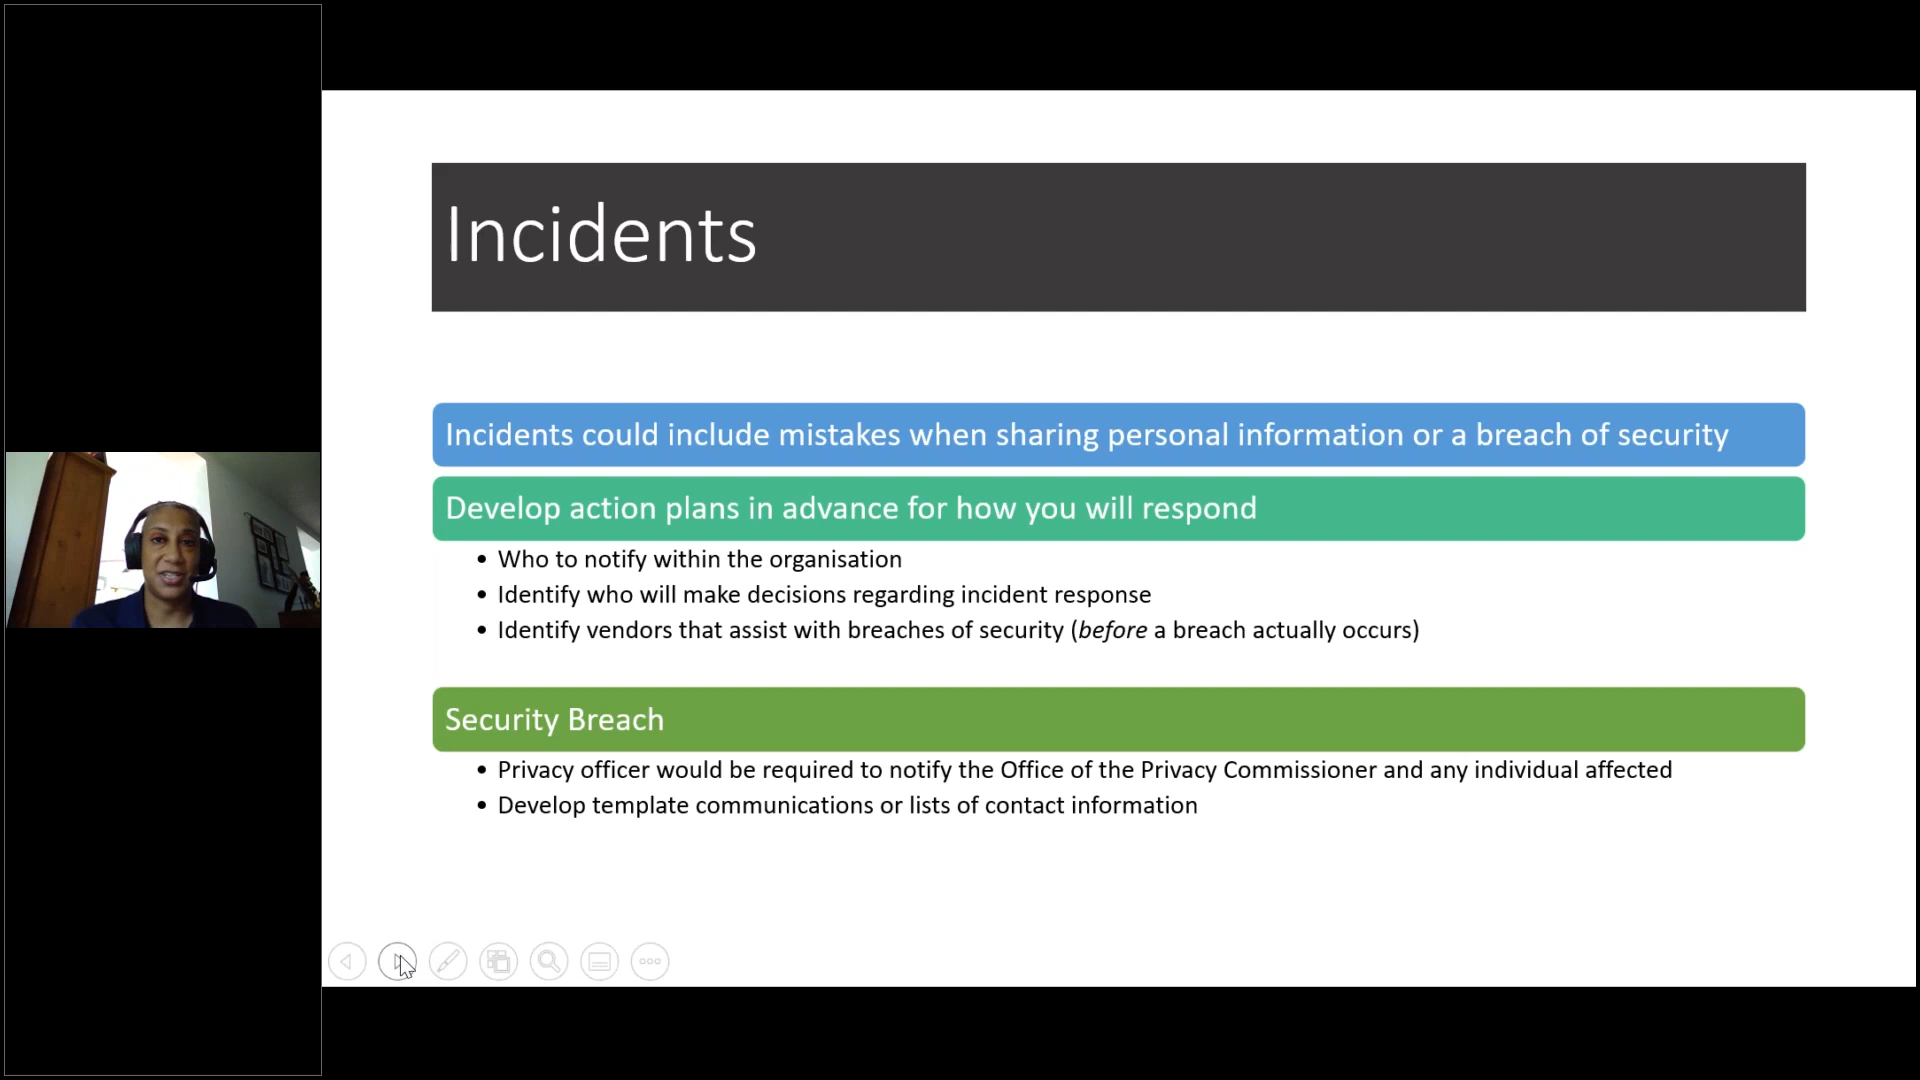 Incidents
Incidents could include mistakes when sharing personal information or a breach of security
Develop action plans in advance for how you will respond
• Who to notify within the organisation
• Identify who will make decisions regarding incident response
• Identify vendors that assist with breaches of security (before a breach actually occurs)
Security Breach
• Privacy officer would be required to notify the Office of the Privacy Commissioner and any individual affected
• Develop template communications or lists of contact information